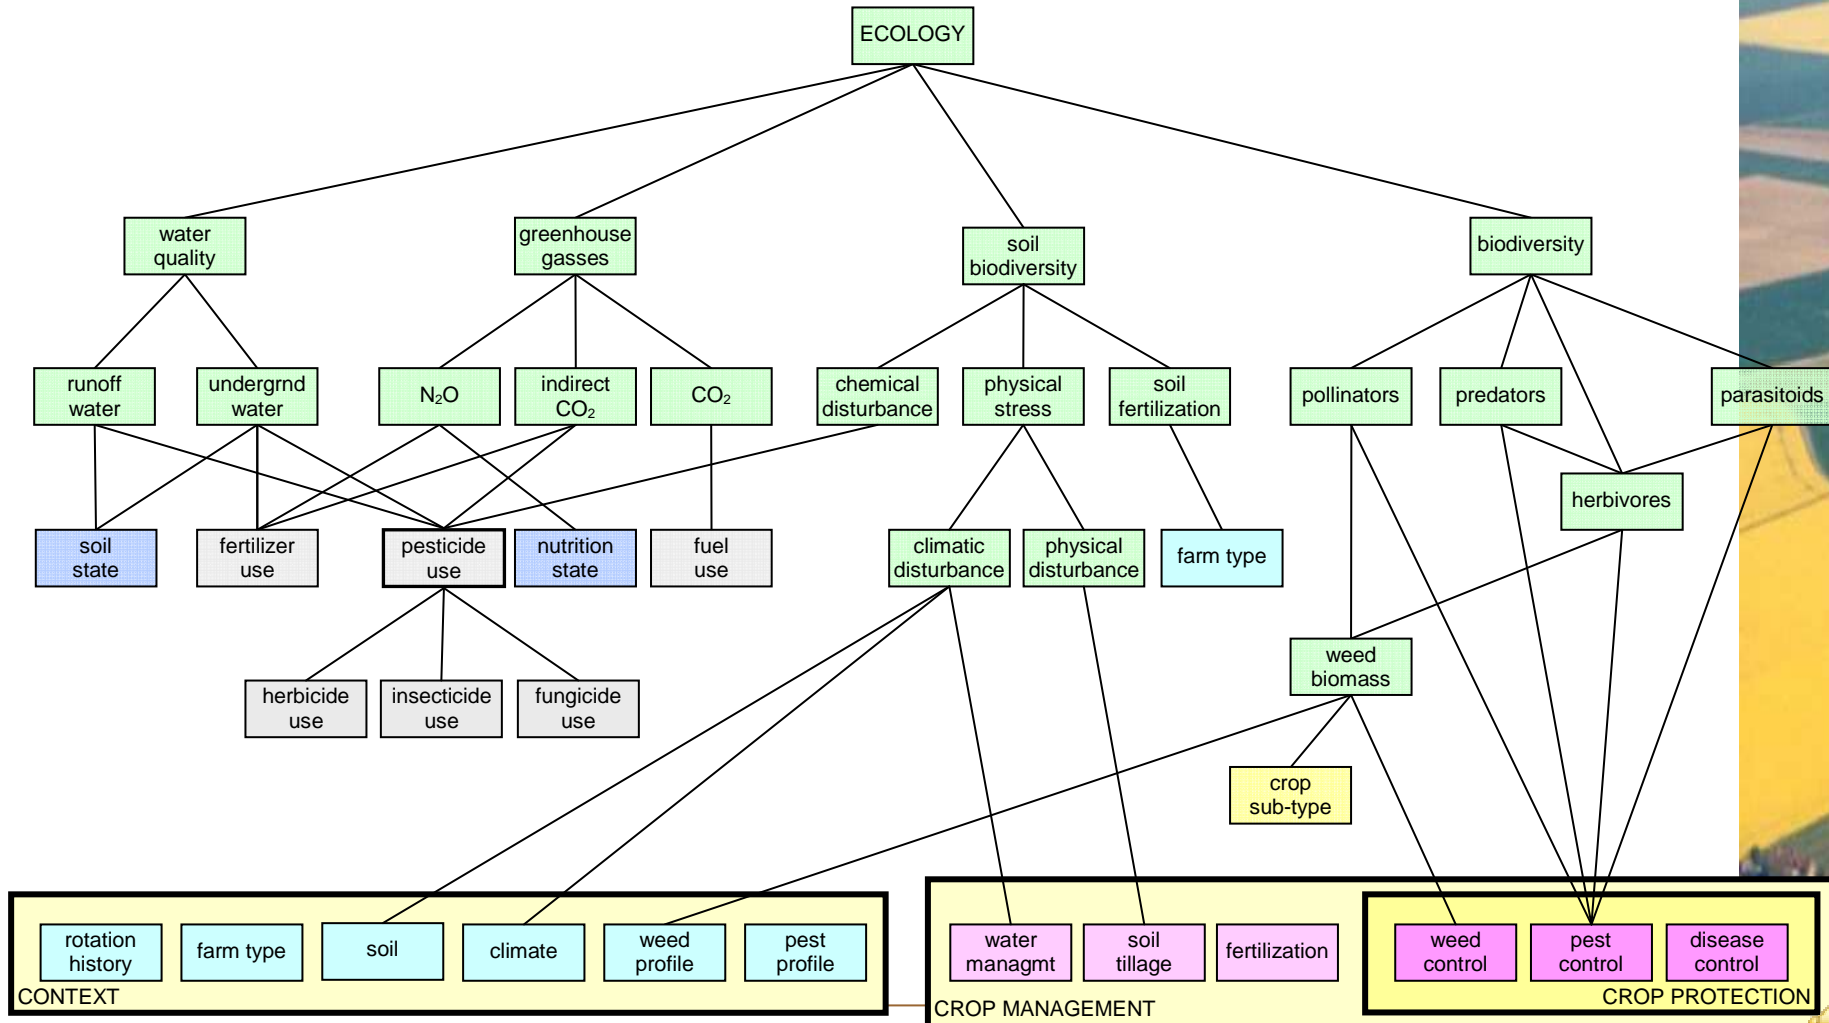 ECOLOGY
water
quality
greenhouse
gasses
soil
biodiversity
biodiversity
runoff
water
undergrnd
water
N₂O
indirect
CO₂
CO₂
chemical
disturbance
physical
stress
soil
fertilization
pollinators
predators
parasitoids
herbivores
soil
state
fertilizer
use
pesticide
use
nutrition
state
fuel
use
climatic
disturbance
physical
disturbance
farm type
weed
biomass
herbicide
use
insecticide
use
fungicide
use
crop
sub-type
rotation
history
farm type
soil
climate
weed
profile
pest
profile
CONTEXT
water
managmt
soil
tillage
fertilization
weed
control
pest
control
disease
control
CROP PROTECTION
CROP MANAGEMENT